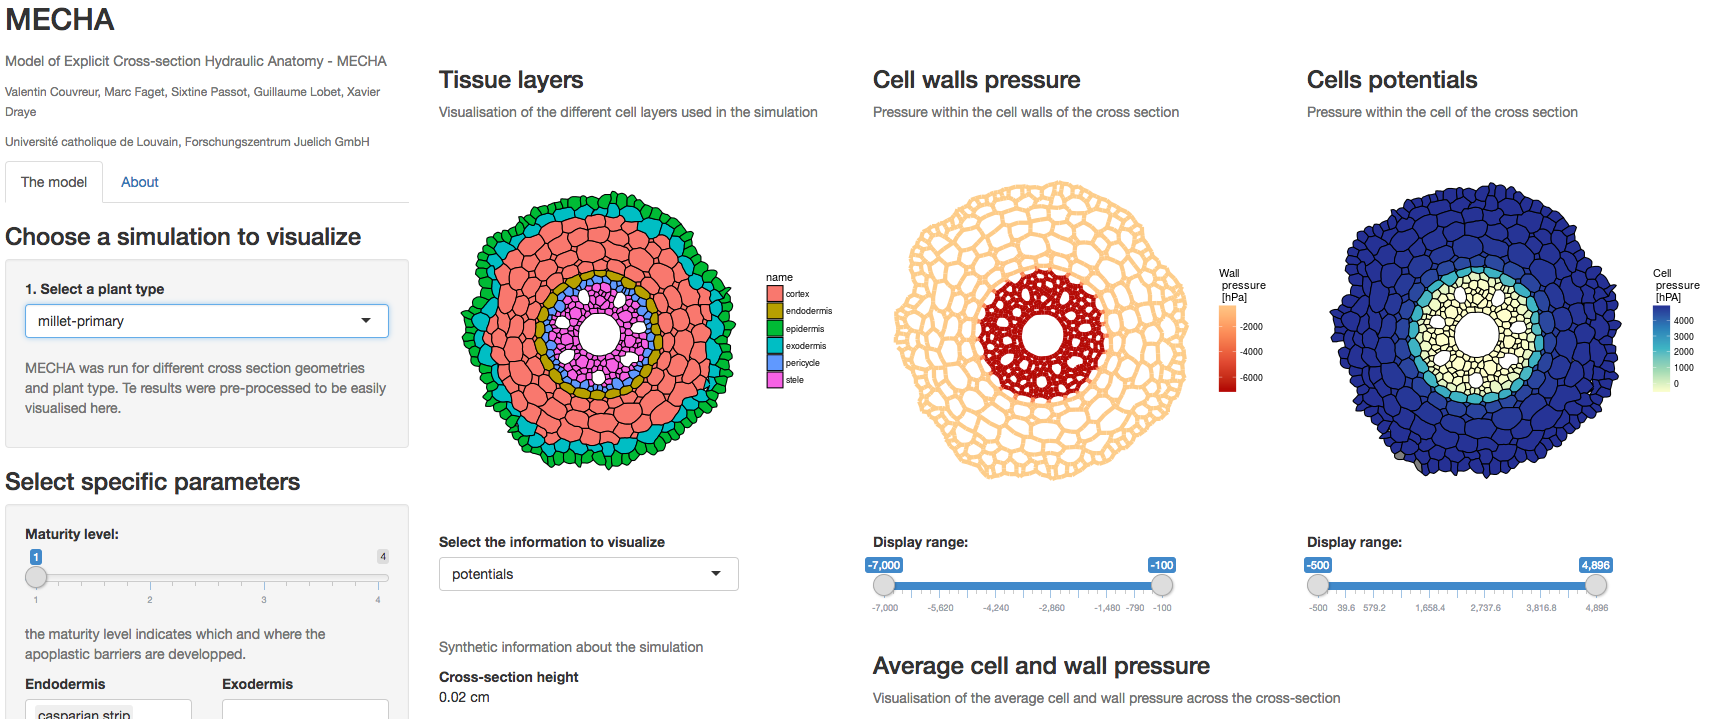 MECHA
Model of Explicit Cross-section Hydraulic Anatomy - MECHA
Valentin Couvreur, Marc Faget, Sixtine Passot, Guillaume Lobet, Xavier
Draye
Université catholique de Louvain, Forschungszentrum Juelich GmbH
The model
About
Choose a simulation to visualize
1. Select a plant type
millet-primary
MECHA was run for different cross section geometries
and plant type. Te results were pre-processed to be easily
visualised here.
Select specific parameters
Maturity level:
1
4
1
2
3
4
the maturity level indicates which and where the
apoplastic barriers are developped.
Endodermis
Exodermis
casparian strip
Tissue layers
Visualisation of the different cell layers used in the simulation
name
cortex
endodermis
epidermis
exodermis
pericycle
stele
Select the information to visualize
potentials
Synthetic information about the simulation
Cross-section height
0.02 cm
Cell walls pressure
Pressure within the cell walls of the cross section
Wall
pressure
[hPa]
-2000
-4000
-6000
Display range:
-7,000
-100
-7,000
-5,620
-4,240
-2,860
-1,480
-790
-100
Cells potentials
Pressure within the cell of the cross section
Cell
pressure
[hPA]
4000
3000
2000
1000
0
Display range:
-500
4,896
-500
39.6
579.2
1,658.4
2,737.6
3,816.8
4,896
Average cell and wall pressure
Visualisation of the average cell and wall pressure across the cross-section